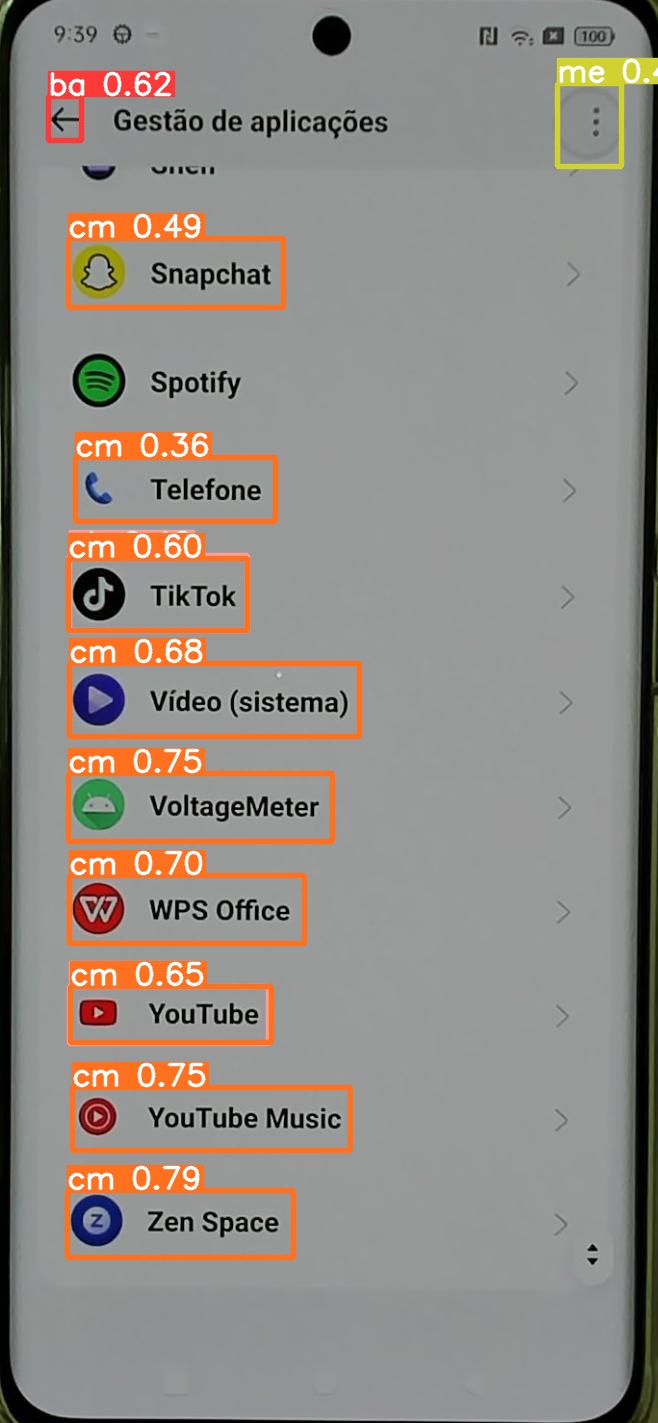 9:39
100
ba 0.62
me 0.4
Gestão de aplicações
cm 0.49
Snapchat
Spotify
cm 0.36
Telefone
cm 0.60
TikTok
cm 0.68
Vídeo (sistema)
cm 0.75
VoltageMeter
cm 0.70
WPS Office
cm 0.65
YouTube
cm 0.75
YouTube Music
cm 0.79
Z
Zen Space